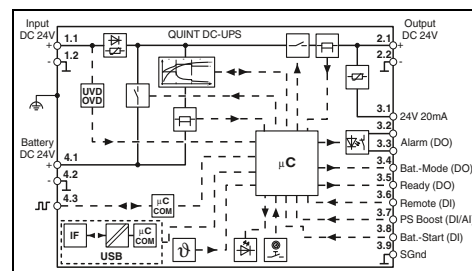 Input
DC 24V
QUINT DC-UPS
Output
DC 24V
1.1
+
1.2
-
2.1
+
2.2
-
UVD
OVD
3.1
24V 20mA
3.2
3.3
Alarm (DO)
Battery
DC 24V
4.1
+
4.2
-
4.3
µC
3.4
Bat.-Mode (DO)
3.5
Ready (DO)
3.6
Remote (DI)
3.7
PS Boost (DI/AI)
3.8
Bat.-Start (DI)
3.9
SGnd
µC
COM
IF
µC
COM
USB
ϑ